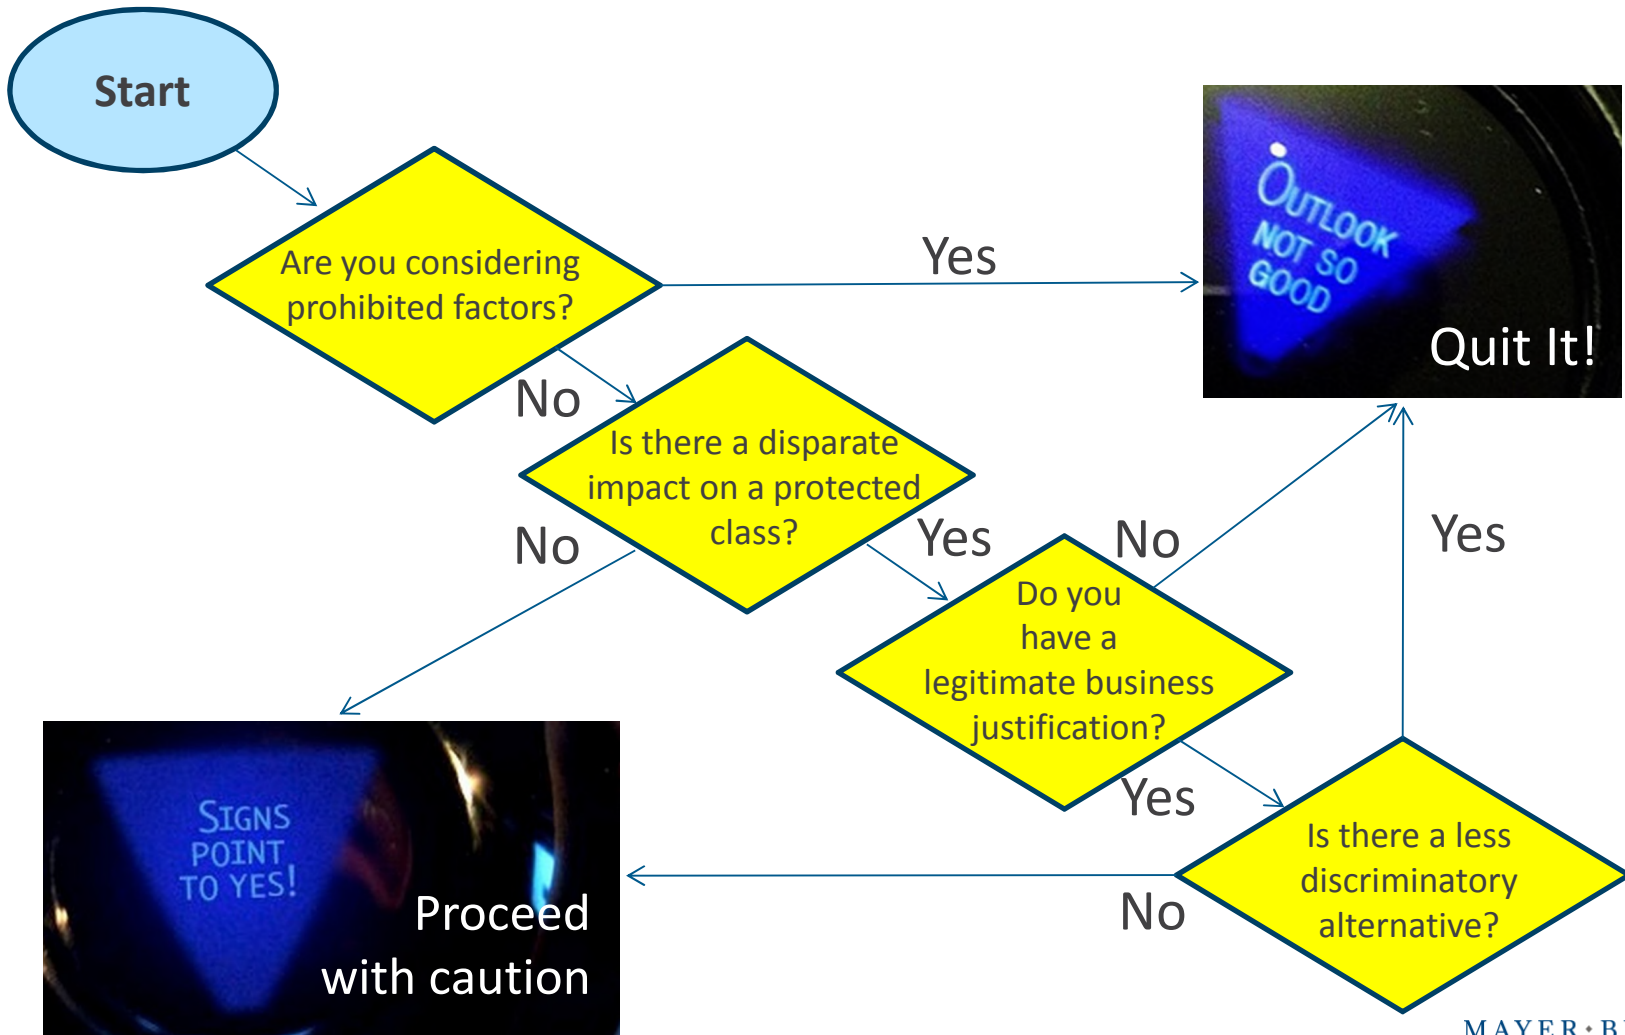 Start
Are you considering
prohibited factors?
Yes
OUTLOOK
NOT SO
GOOD
Quit It!
No
Is there a disparate
impact on a protected
class?
No
Yes
No
Yes
Do you
have a
legitimate business
justification?
Yes
Is there a less
discriminatory
alternative?
No
SIGNS
POINT
TO YES!
Proceed
with caution
MAYER